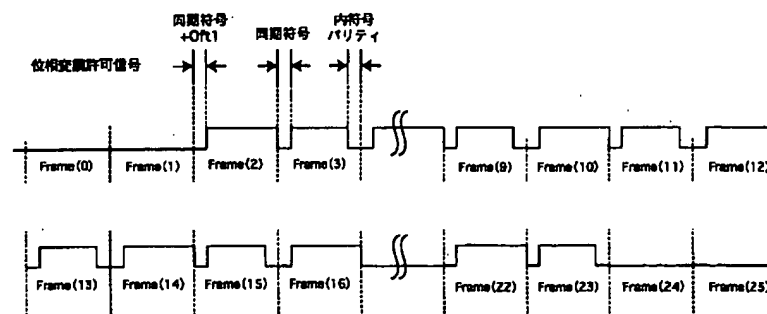 同期符号
+0ft1
同期符号
内符号
パリティ
位相変調許可信号
Frame(0)
Frame(1)
Frame(2)
Frame(3)
Frame(9)
Frame(10)
Frame(11)
Frame(12)
Frame(13)
Frame(14)
Frame(15)
Frame(16)
Frame(22)
Frame(23)
Frame(24)
Frame(25)